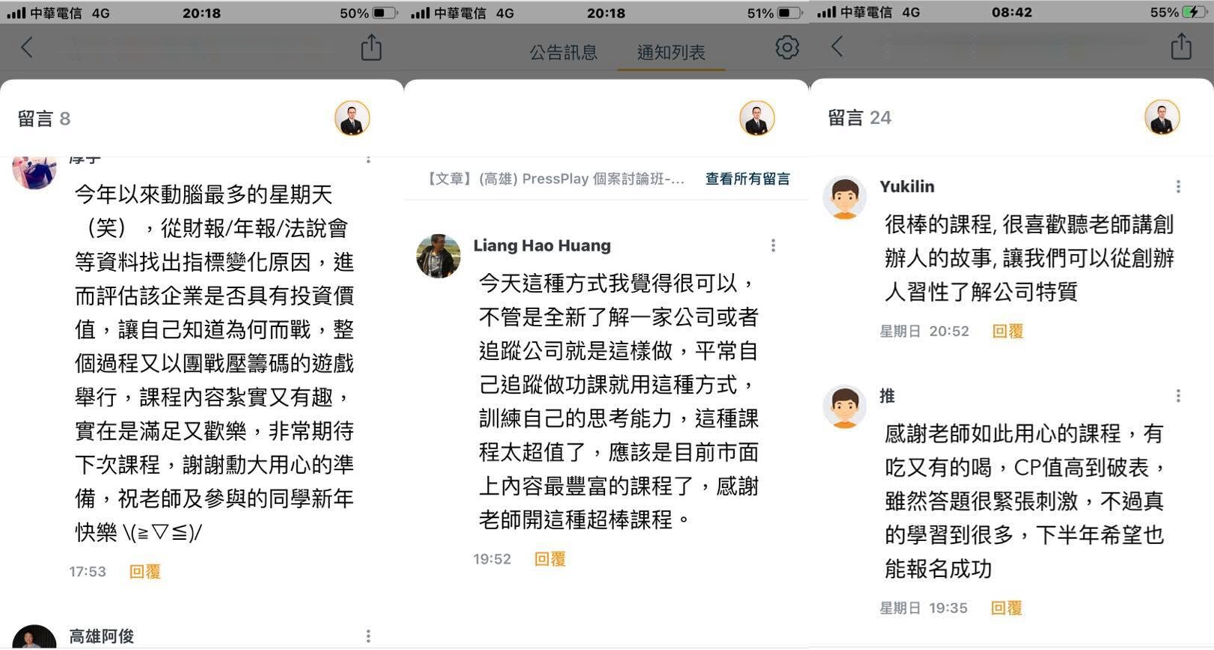 中華電信 4G
20:18
50%
留言 8
厚宇
今年以來動腦最多的星期天
（笑），從財報/年報/法說會
等資料找出指標變化原因，進
而評估該企業是否具有投資價
值，讓自己知道為何而戰，整
個過程又以團戰壓籌碼的遊戲
舉行，課程內容紮實又有趣，
實在是滿足又歡樂，非常期待
下次課程，謝謝勳大用心的準
備，祝老師及參與的同學新年
快樂 \(≧▽≦)/
17:53 回覆
高雄阿俊
中華電信 4G
20:18
51%
公告訊息 通知列表
【文章】(高雄) PressPlay 個案討論班-... 查看所有留言
Liang Hao Huang
今天這種方式我覺得很可以，
不管是全新了解一家公司或者
追蹤公司就是這樣做，平常自
己追蹤做功課就用這種方式，
訓練自己的思考能力，這種課
程太超值了，應該是目前市面
上內容最豐富的課程了，感謝
老師開這種超棒課程。
19:52 回覆
中華電信 4G
08:42
55%
留言 24
Yukilin
很棒的課程, 很喜歡聽老師講創
辦人的故事, 讓我們可以從創辦
人習性了解公司特質
星期日 20:52 回覆
推
感謝老師如此用心的課程，有
吃又有的喝，CP值高到破表，
雖然答題很緊張刺激，不過真
的學習到很多，下半年希望也
能報名成功
星期日 19:35 回覆